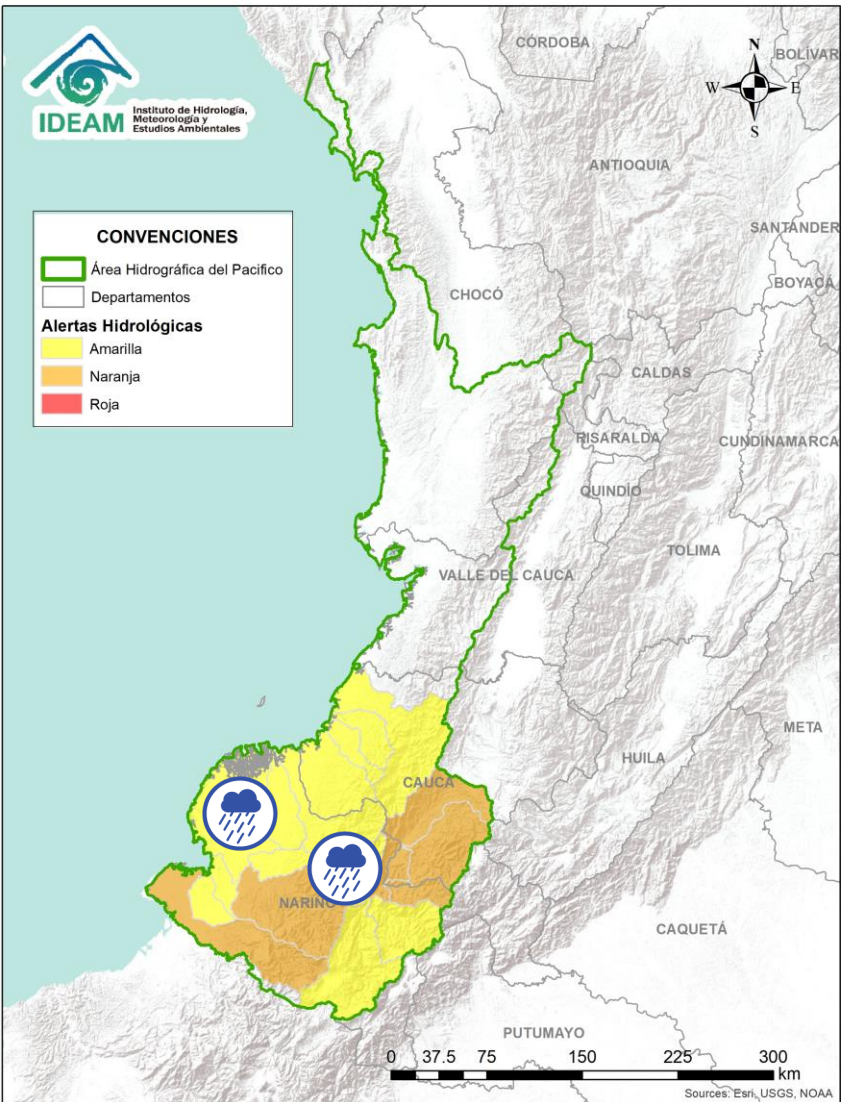 IDEAM
Instituto de Hidrología,
Meteorología y
Estudios Ambientales
CÓRDOBA
BOLÍVAR
N
W
E
S
ANTIOQUIA
SANTANDER
BOYACÁ
CONVENCIONES
Área Hidrográfica del Pacifico
Departamentos
Alertas Hidrológicas
Amarilla
Naranja
Roja
CHOCÓ
CALDAS
RISARALDA
CUNDINAMARCA
QUINDÍO
TOLIMA
VALLE DEL CAUCA
META
HUILA
CAUCA
NARIÑO
CAQUETÁ
PUTUMAYO
0 37.5 75 150 225 300
km
Sources: Esri, USGS, NOAA